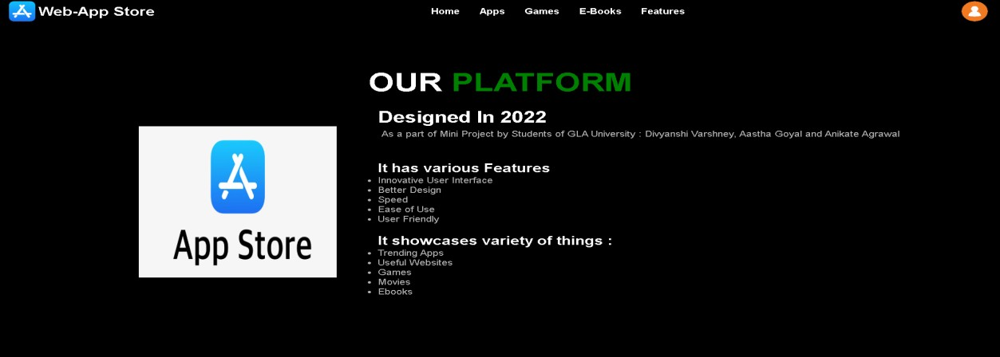 Web-App Store
Home Apps Games E-Books Features
OUR PLATFORM
Designed In 2022
As a part of Mini Project by Students of GLA University : Divyanshi Varshney, Aastha Goyal and Anikate Agrawal
App Store
It has various Features
• Innovative User Interface
• Better Design
• Speed
• Ease of Use
• User Friendly
It showcases variety of things :
• Trending Apps
• Useful Websites
• Games
• Movies
• Ebooks